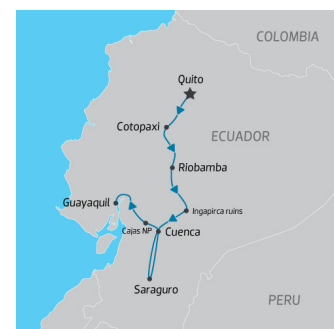 COLOMBIA
Quito
Cotopaxi
ECUADOR
Riobamba
Guayaquil
Ingapirca ruins
Cajas NP
Cuenca
Saraguro
PERU